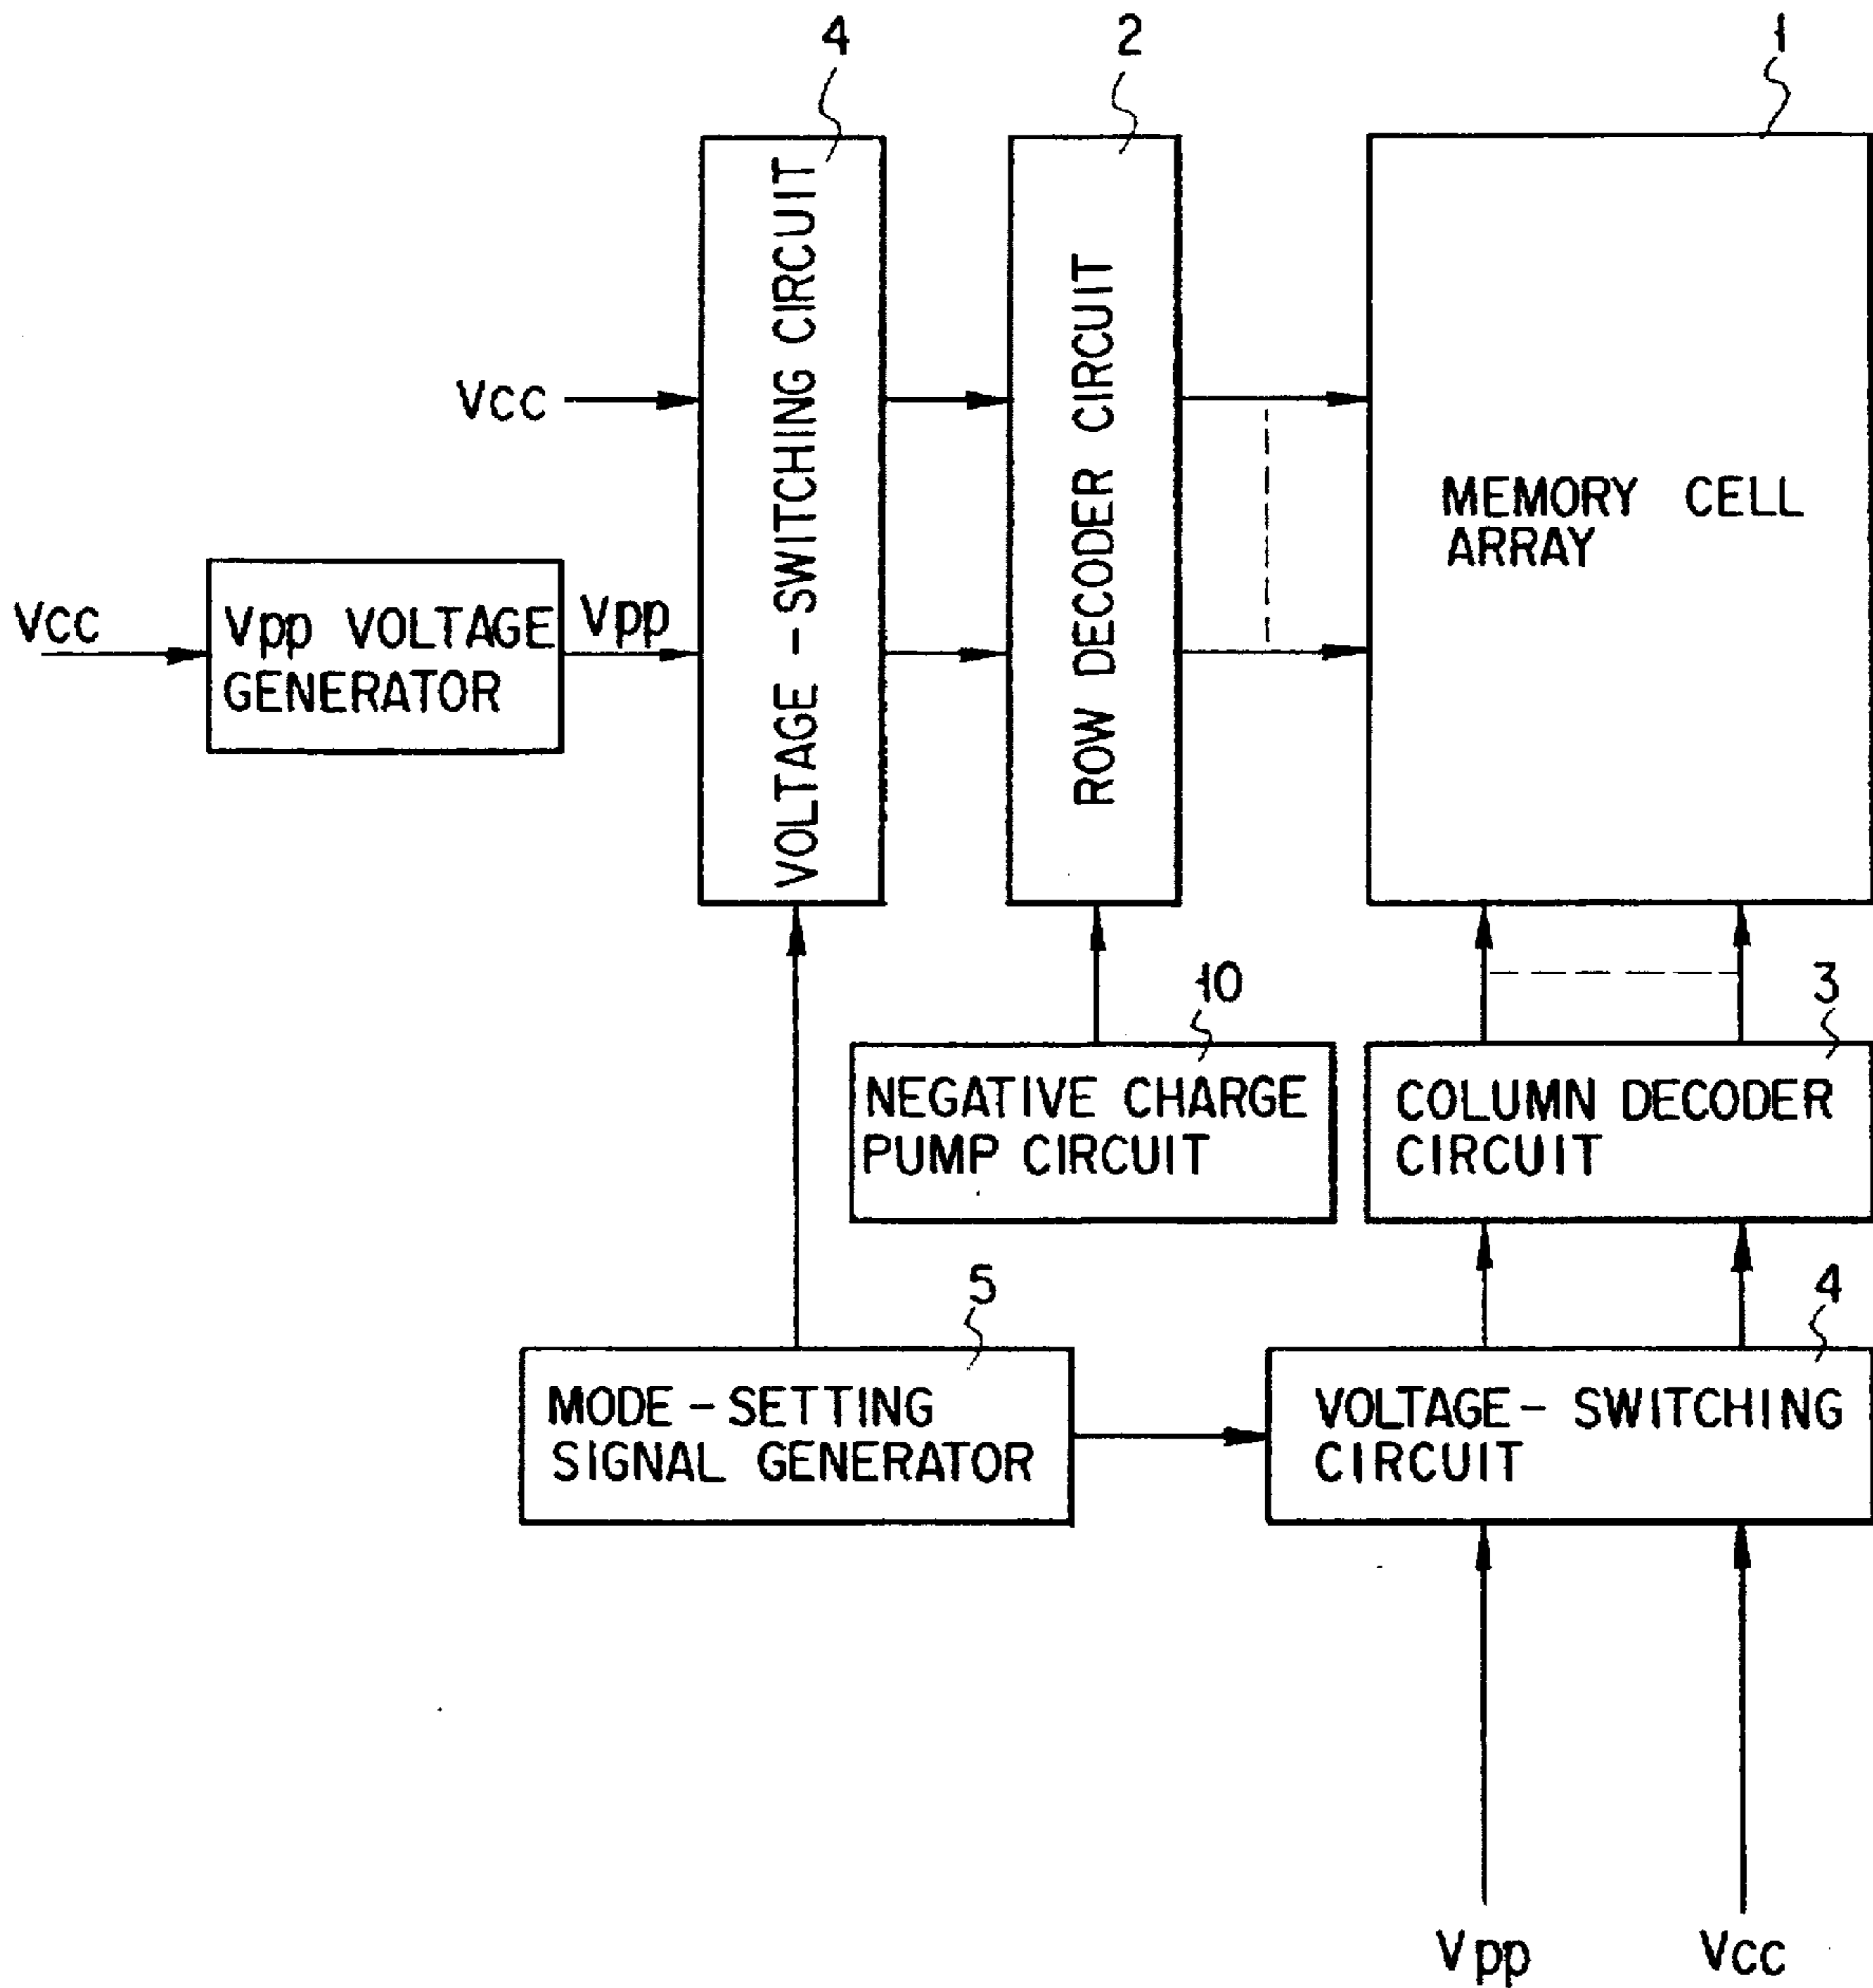 4
2
1
VOLTAGE - SWITCHING CIRCUIT
ROW DECODER CIRCUIT
MEMORY CELL
ARRAY
Vcc
Vcc
Vpp VOLTAGE
GENERATOR
Vpp
10
3
NEGATIVE CHARGE
PUMP CIRCUIT
COLUMN DECODER
CIRCUIT
5
4
MODE - SETTING
SIGNAL GENERATOR
VOLTAGE - SWITCHING
CIRCUIT
Vpp
Vcc